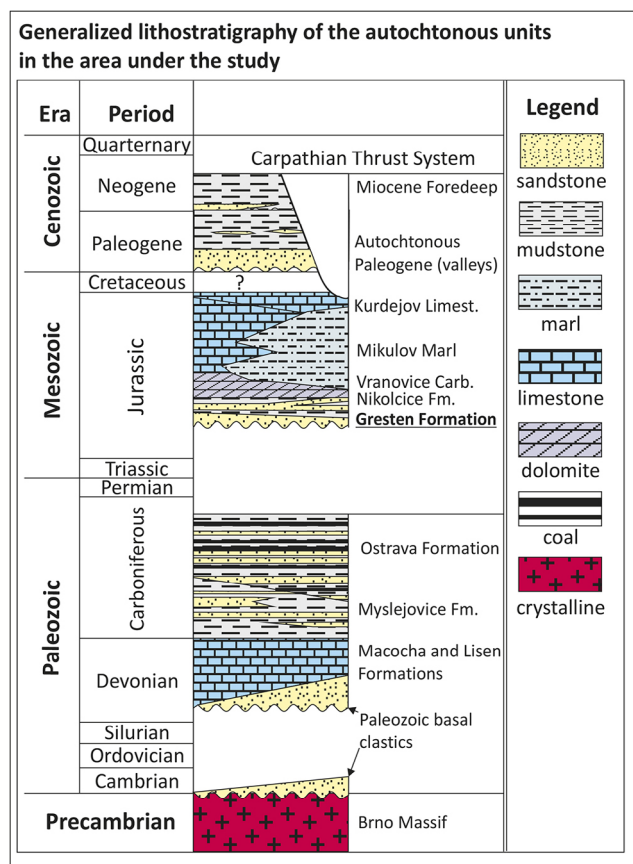 Generalized lithostratigraphy of the autochtonous units
in the area under the study
Era
Period
Legend
Cenozoic
Quarternary
Neogene
Paleogene
Mesozoic
Cretaceous
Jurassic
Triassic
Paleozoic
Permian
Carboniferous
Devonian
Silurian
Ordovician
Cambrian
Precambrian
Carpathian Thrust System
Miocene Foredeep
Autochtonous
Paleogene (valleys)
?
Kurdejov Limest.
Mikulov Marl
Vranovice Carb.
Nikolcice Fm.
Gresten Formation
Ostrava Formation
Myslejovice Fm.
Macocha and Lisen
Formations
Paleozoic basal
clastics
Brno Massif
sandstone
mudstone
marl
limestone
dolomite
coal
crystalline